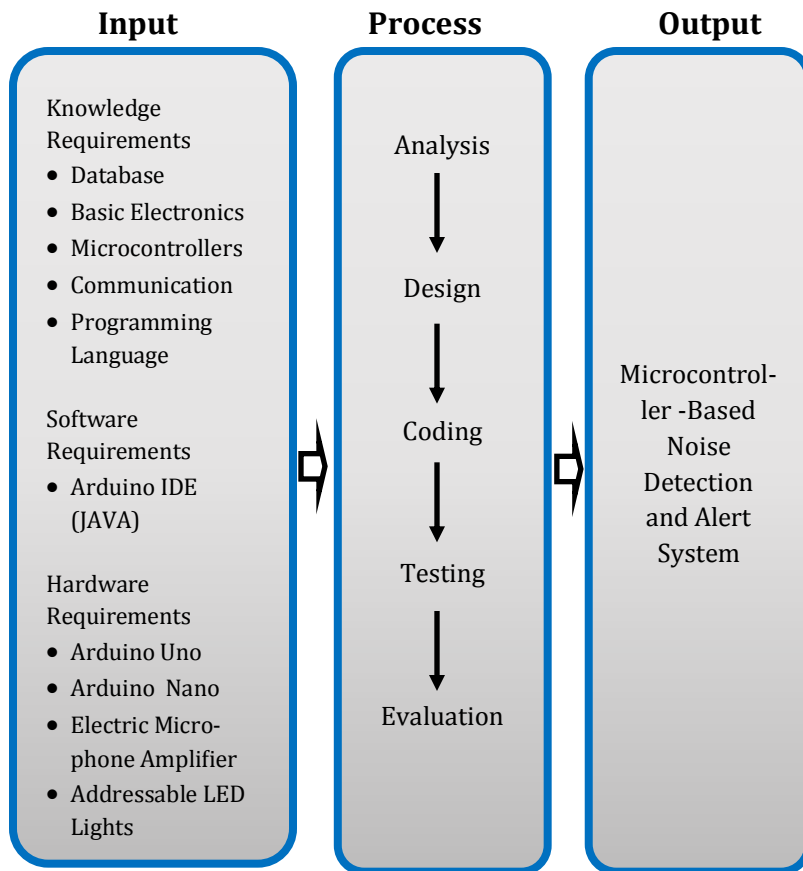 Input
Process
Output
Knowledge
Requirements
• Database
• Basic Electronics
• Microcontrollers
• Communication
• Programming
Language
Software
Requirements
• Arduino IDE
(JAVA)
Hardware
Requirements
• Arduino Uno
• Arduino Nano
• Electric Micro-
phone Amplifier
• Addressable LED
Lights
Analysis
Design
Coding
Testing
Evaluation
Microcontrol-
ler -Based
Noise
Detection
and Alert
System